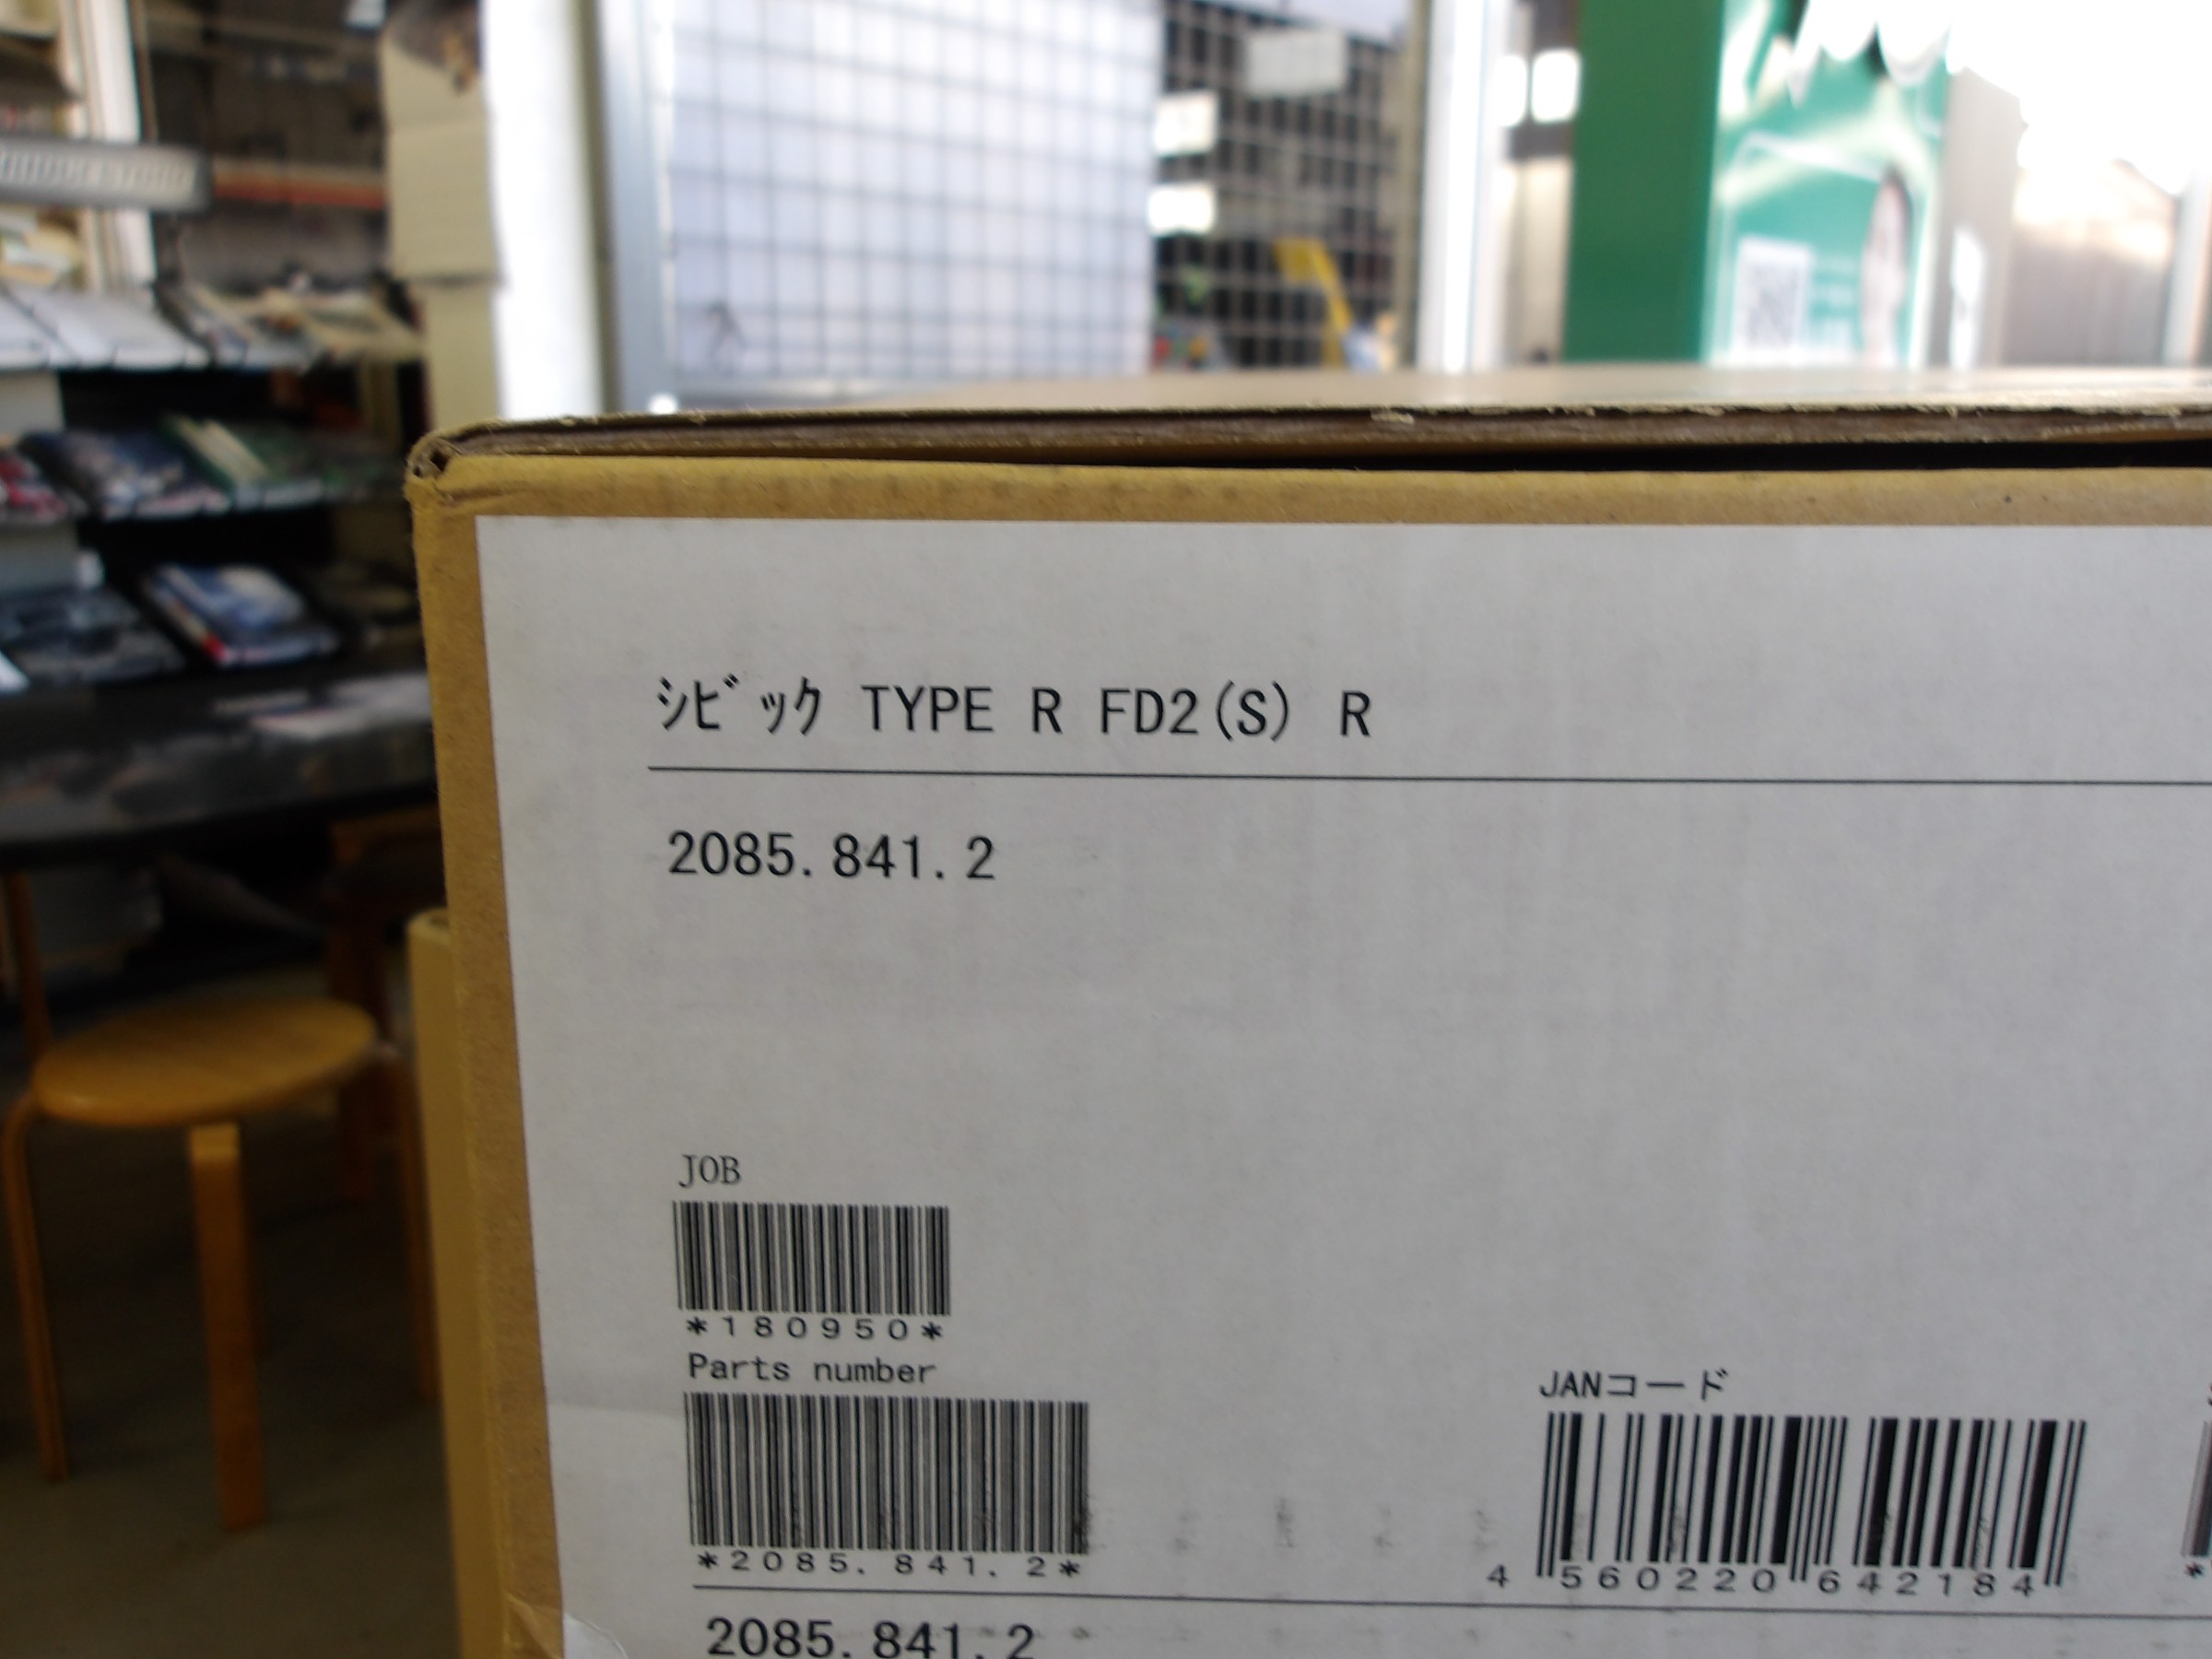 ｼﾋﾞｯｸ TYPE R FD2(S) R
2085.841.2
JOB
*180950*
Parts number
*2085.841.2*
JANコード
4 560220 642184
2085.841.2